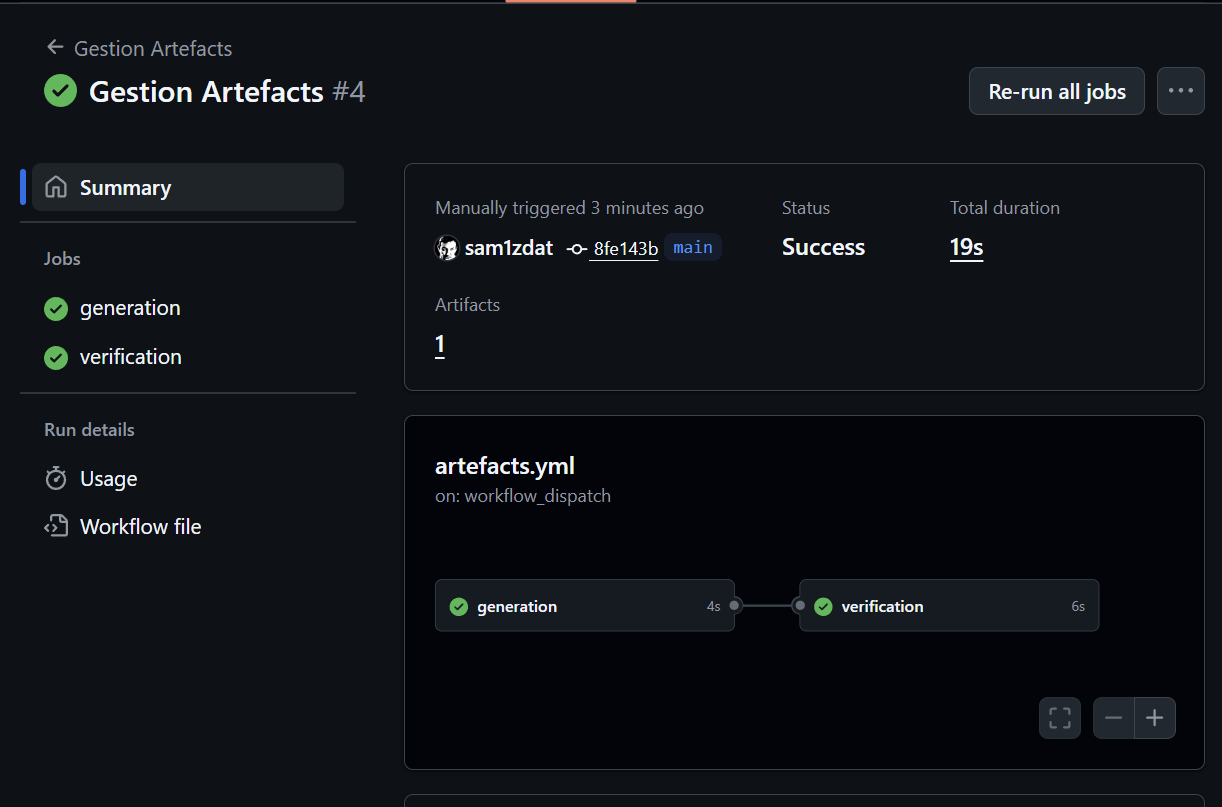 Gestion Artefacts
Gestion Artefacts #4
Re-run all jobs
Summary
Jobs
generation
verification
Run details
Usage
Workflow file
Manually triggered 3 minutes ago
sam1zdat 8fe143b main
Status
Success
Total duration
19s
Artifacts
1
artefacts.yml
on: workflow_dispatch
generation 4s
verification 6s